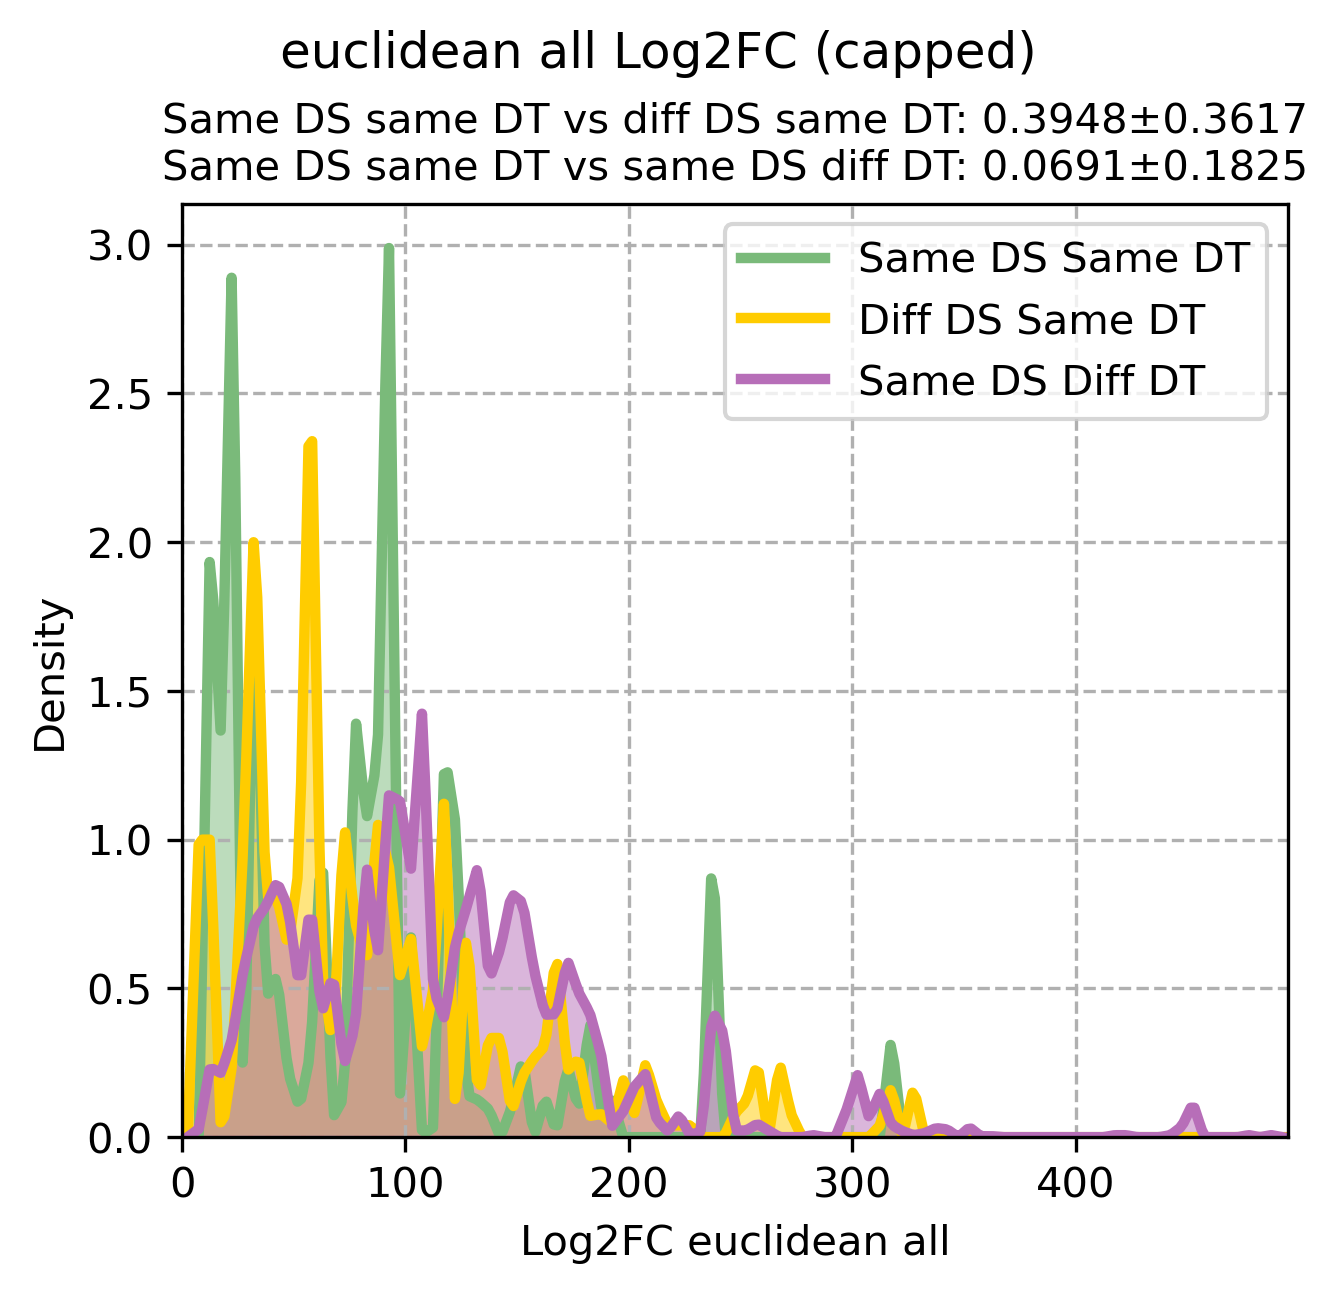 euclidean all Log2FC (capped)
Same DS same DT vs diff DS same DT: 0.3948±0.3617
Same DS same DT vs same DS diff DT: 0.0691±0.1825
Same DS Same DT
Diff DS Same DT
Same DS Diff DT
3.0
2.5
2.0
1.5
1.0
0.5
0.0
Density
0 100 200 300 400
Log2FC euclidean all